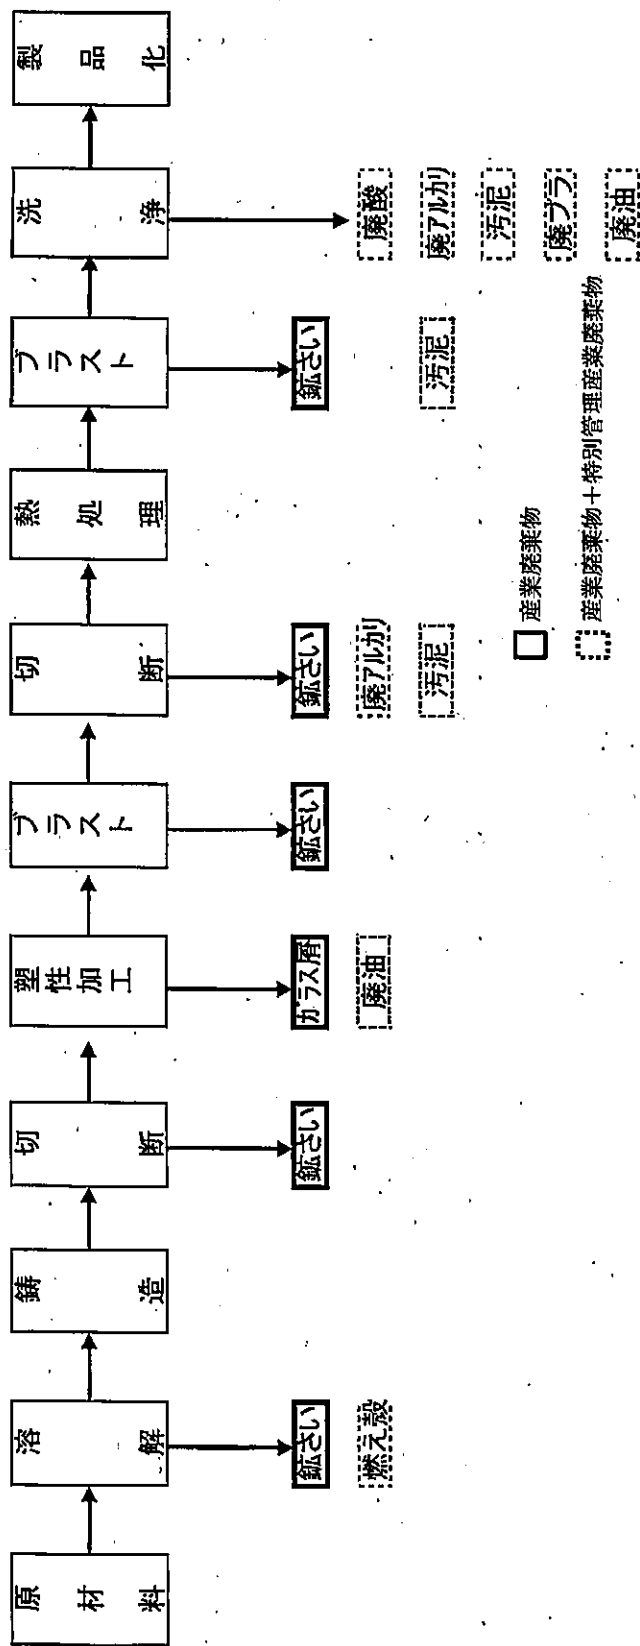 原材料
溶解
鋳造
切断
塑性加工
ブラスト
切断
熱処理
ブラスト
洗浄
製品化
鉱さい
燃え殻
鉱さい
ガラス屑
廃油
鉱さい
鉱さい
廃アルカリ
汚泥
鉱さい
汚泥
廃酸
廃アルカリ
汚泥
廃プラ
廃油
産業廃棄物
産業廃棄物＋特別管理産業廃棄物